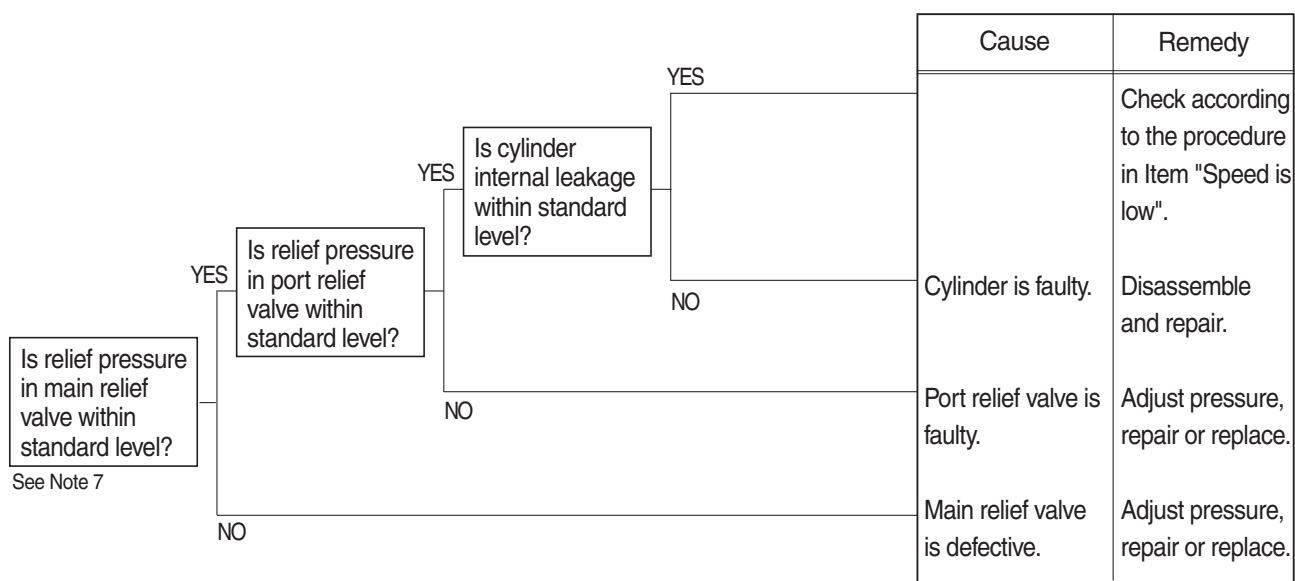 Cause
Remedy
YES
Check according
to the procedure
in Item "Speed is
low".
Is cylinder
internal leakage
within standard
level?
YES
NO
Cylinder is faulty.
Disassemble
and repair.
Is relief pressure
in port relief
valve within
standard level?
YES
NO
Port relief valve is
faulty.
Adjust pressure,
repair or replace.
Is relief pressure
in main relief
valve within
standard level?
See Note 7
NO
Main relief valve
is defective.
Adjust pressure,
repair or replace.